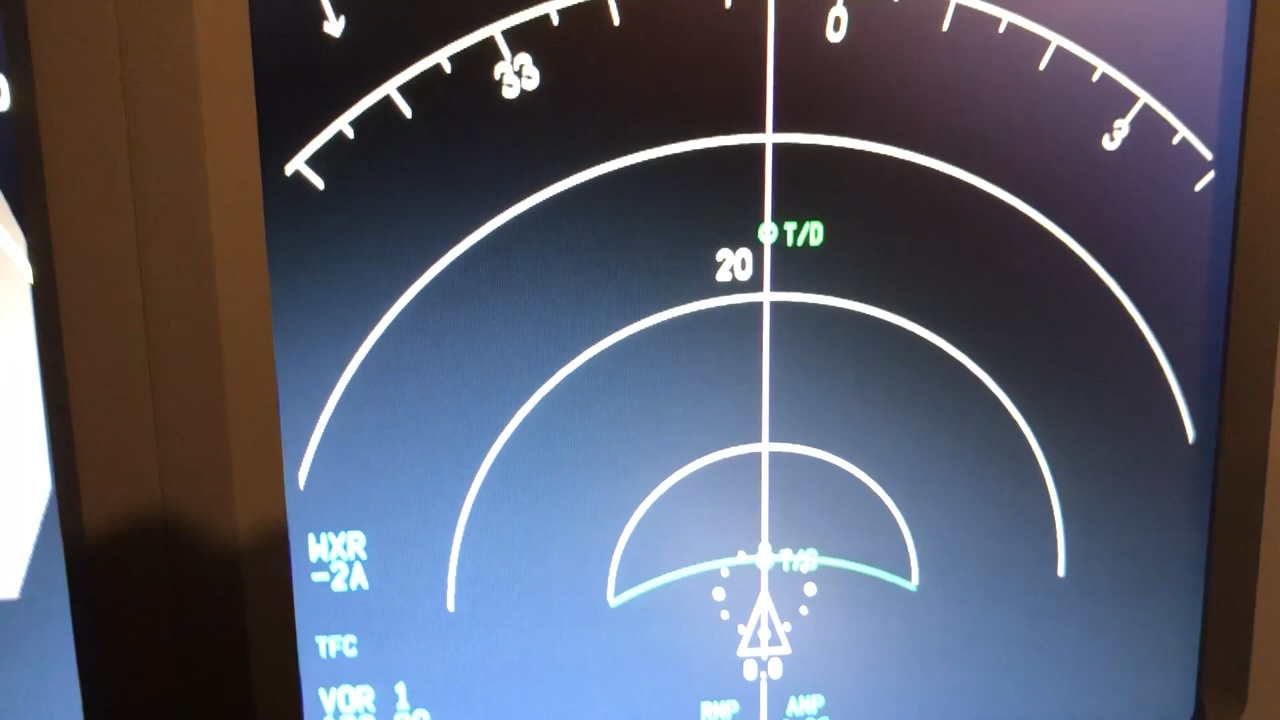 0
33
3
T/D
20
WXR
-2A
T/C
TFC
VOR 1
RNP ANP